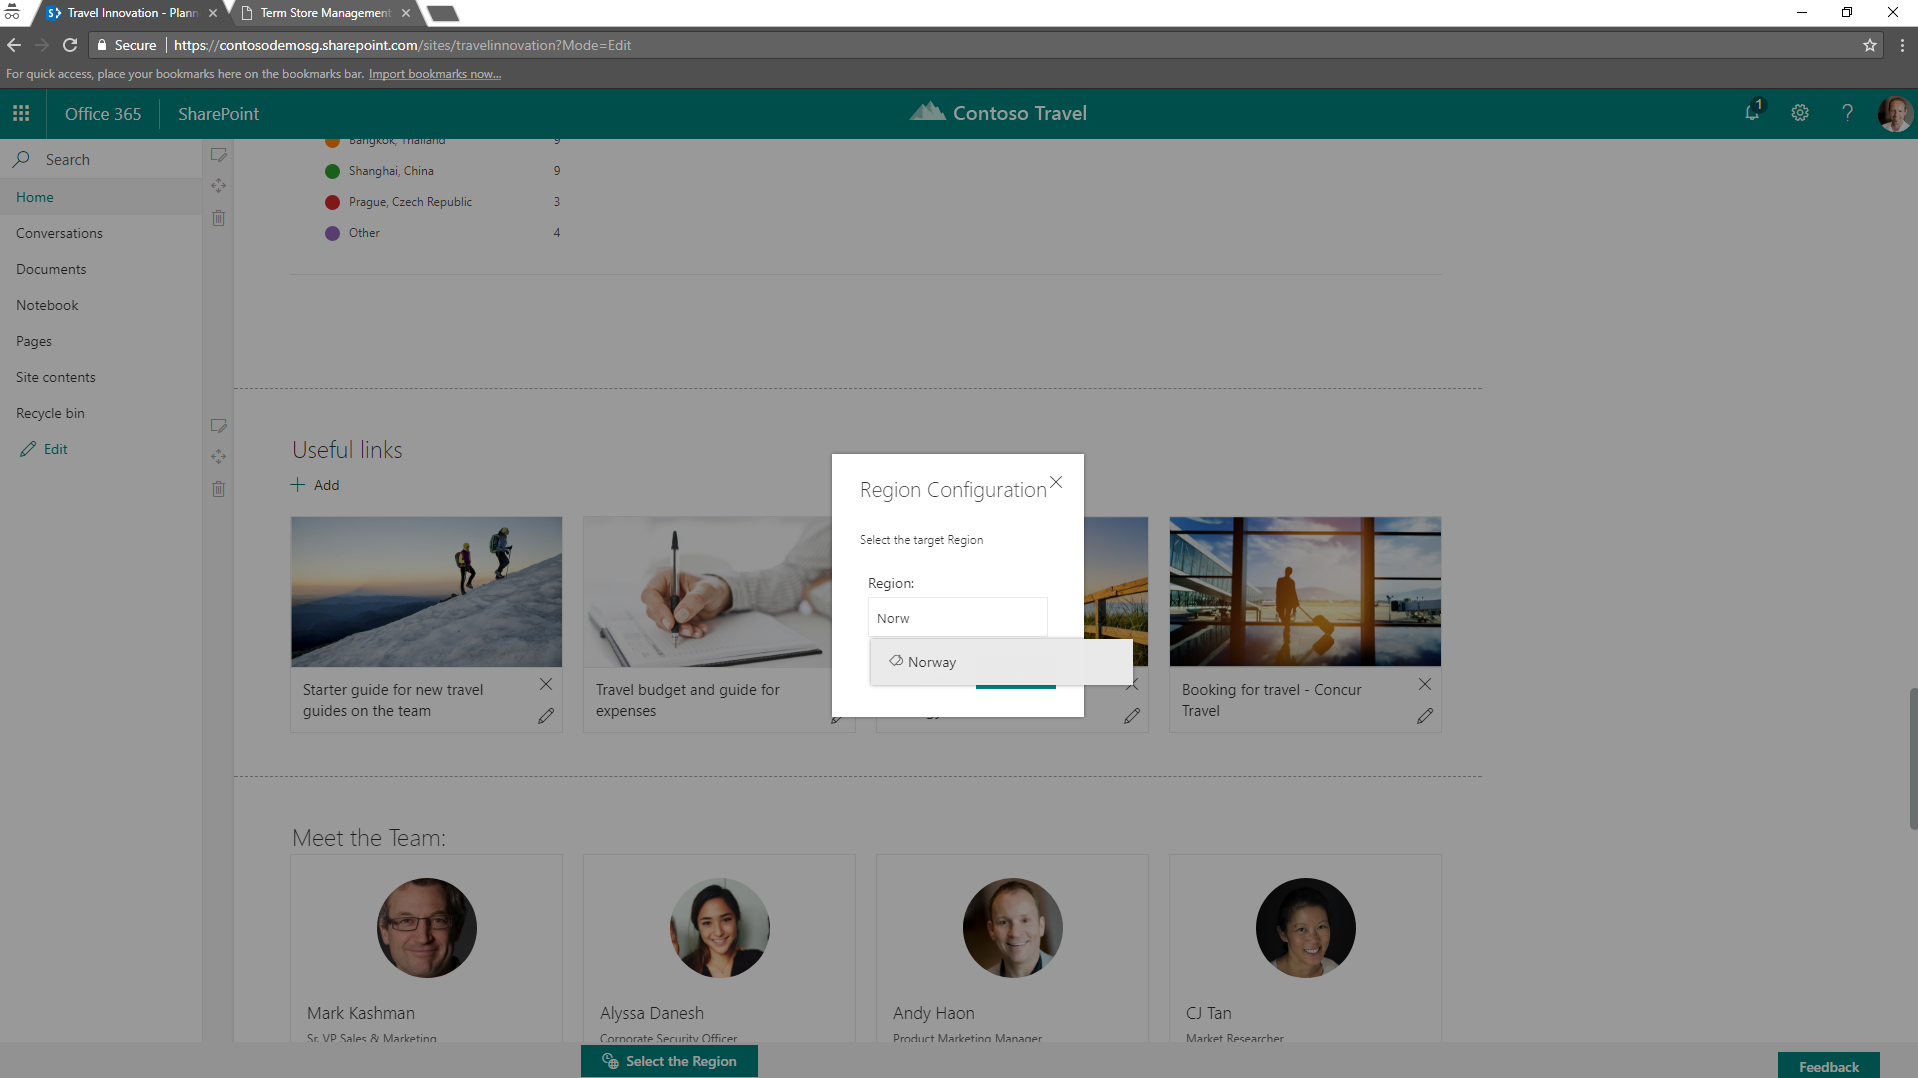 Travel Innovation - Plann
Term Store Management
Secure
https://contosodemosg.sharepoint.com/sites/travelinnovation?Mode=Edit
For quick access, place your bookmarks here on the bookmarks bar. Import bookmarks now...
Office 365
SharePoint
Contoso Travel
1
?
Search
Home
Conversations
Documents
Notebook
Pages
Site contents
Recycle bin
Edit
Bangkok, Thailand 9
Shanghai, China 9
Prague, Czech Republic 3
Other 4
Useful links
Add
Starter guide for new travel
guides on the team
Travel budget and guide for
expenses
Booking for travel - Concur
Travel
Region Configuration
Select the target Region
Region:
Norw
Norway
Meet the Team:
Mark Kashman
Sr. VP Sales & Marketing
Alyssa Danesh
Corporate Security Officer
Andy Haon
Product Marketing Manager
CJ Tan
Market Researcher
Select the Region
Feedback